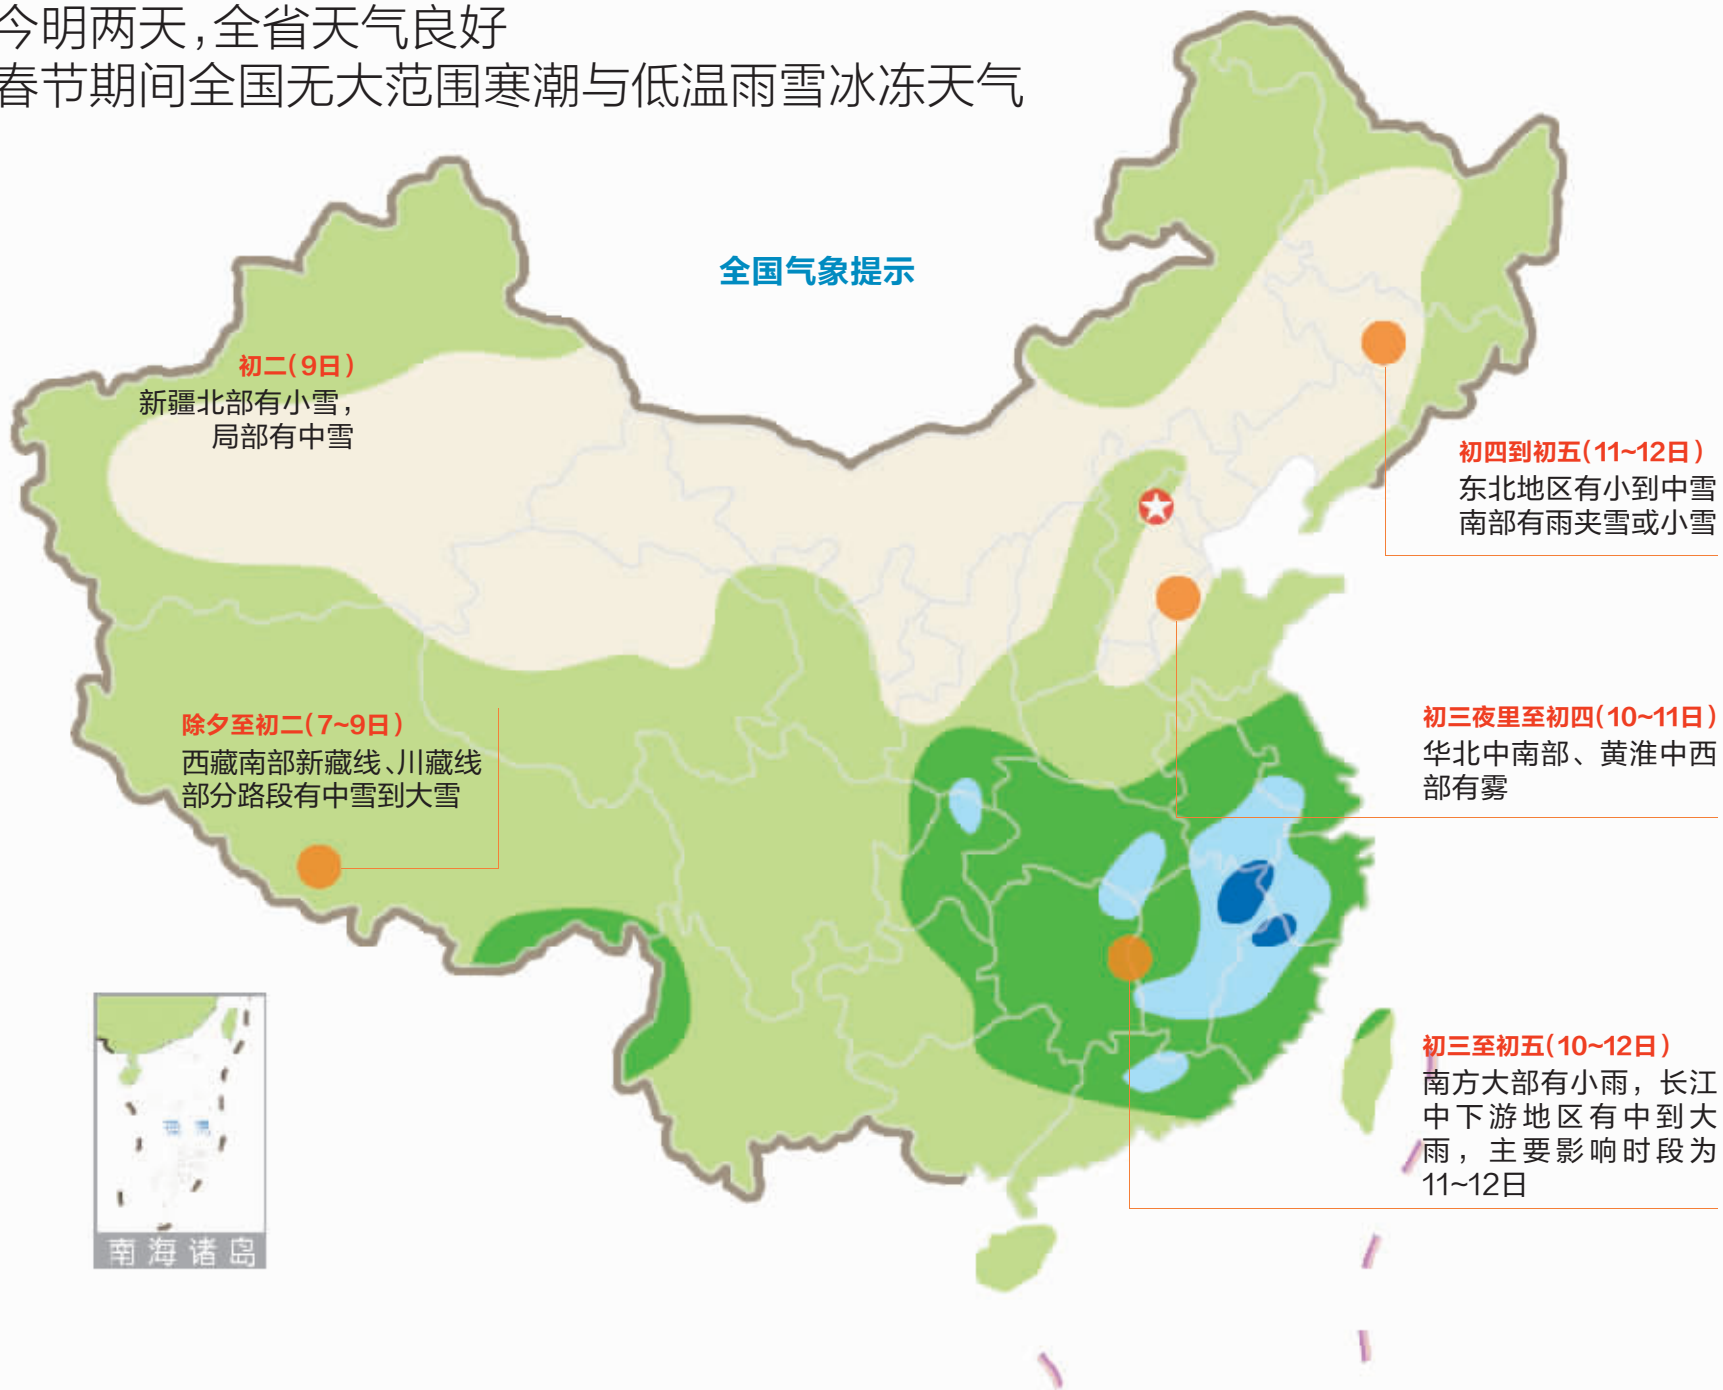 今明两天,全省天气良好
春节期间全国无大范围寒潮与低温雨雪冰冻天气
全国气象提示
初二(9日)
新疆北部有小雪,
局部有中雪
初四到初五(11~12日)
东北地区有小到中雪
南部有雨夹雪或小雪
除夕至初二(7~9日)
西藏南部新藏线、川藏线
部分路段有中雪到大雪
初三夜里至初四(10~11日)
华北中南部、黄淮中西
部有雾
初三至初五(10~12日)
南方大部有小雨,长江
中下游地区有中到大
雨,主要影响时段为
11~12日
南海诸岛